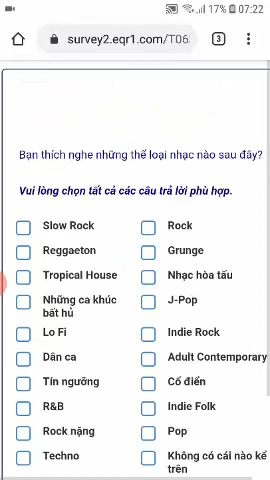 17% 07:22
survey2.eqr1.com/T06
3
Bạn thích nghe những thể loại nhạc nào sau đây?
Vui lòng chọn tất cả các câu trả lời phù hợp.
Slow Rock
Rock
Reggaeton
Grunge
Tropical House
Nhạc hòa tấu
Những ca khúc
bất hủ
J-Pop
Lo Fi
Indie Rock
Dân ca
Adult Contemporary
Tín ngưỡng
Cổ điển
R&B
Indie Folk
Rock nặng
Pop
Techno
Không có cái nào kể
trên